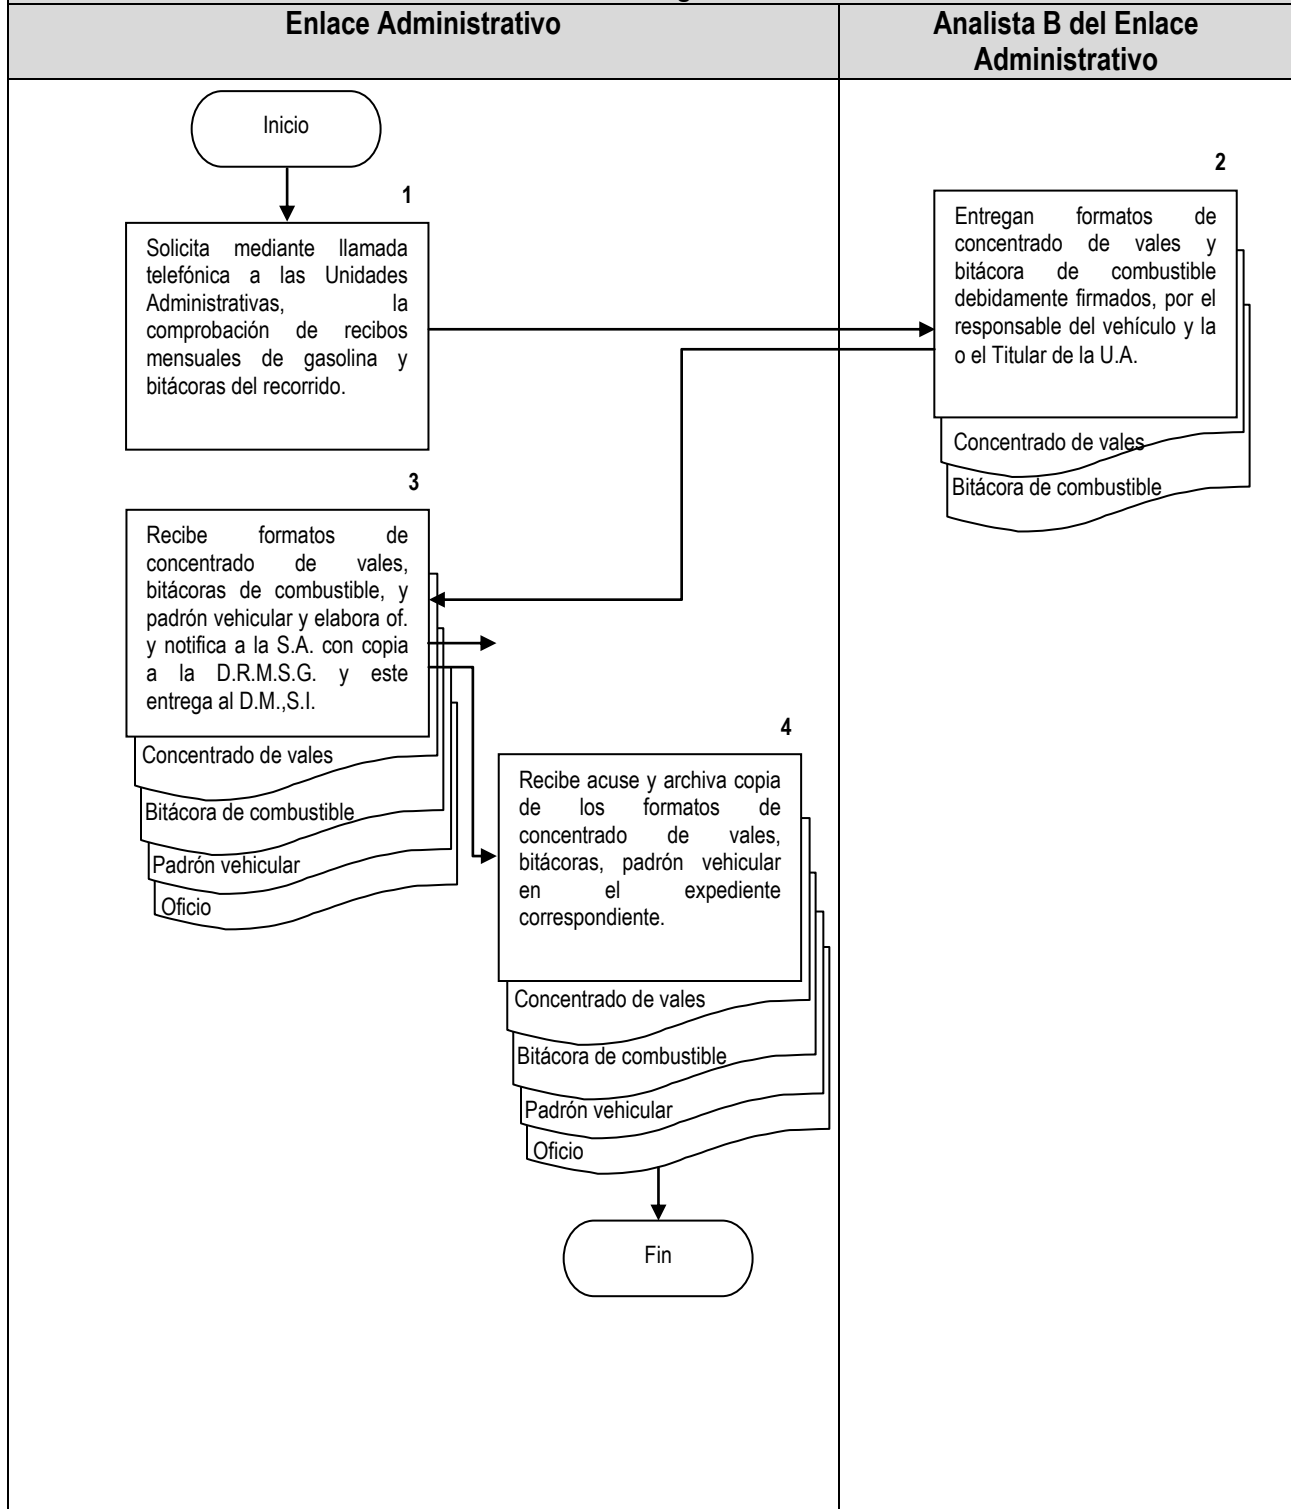 Enlace Administrativo
Analista B del Enlace
Administrativo
Inicio
1
Solicita mediante llamada
telefónica a las Unidades
Administrativas, la
comprobación de recibos
mensuales de gasolina y
bitácoras del recorrido.
2
Entregan formatos de
concentrado de vales y
bitácora de combustible
debidamente firmados, por el
responsable del vehículo y la
o el Titular de la U.A.
Concentrado de vales
Bitácora de combustible
3
Recibe formatos de
concentrado de vales,
bitácoras de combustible, y
padrón vehicular y elabora of.
y notifica a la S.A. con copia
a la D.R.M.S.G. y este
entrega al D.M.,S.I.
Concentrado de vales
Bitácora de combustible
Padrón vehicular
Oficio
4
Recibe acuse y archiva copia
de los formatos de
concentrado de vales,
bitácoras, padrón vehicular
en el expediente
correspondiente.
Concentrado de vales
Bitácora de combustible
Padrón vehicular
Oficio
Fin